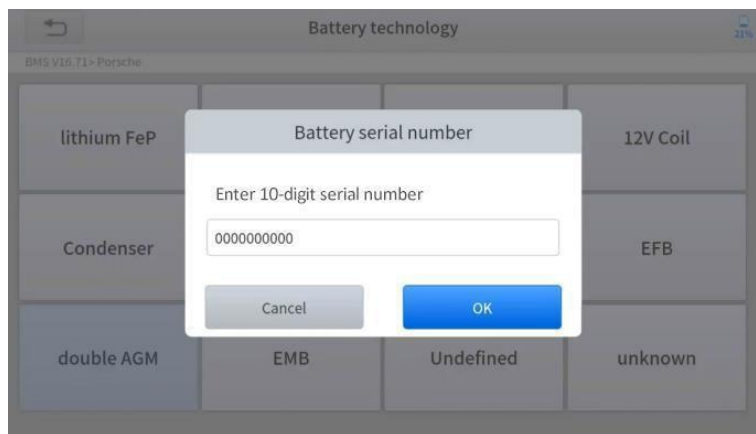 Battery technology
21%
BMS V16.71> Porsche
lithium FeP
12V Coil
Battery serial number
Enter 10-digit serial number
0000000000
Cancel
OK
Condenser
EFB
double AGM
EMB
Undefined
unknown